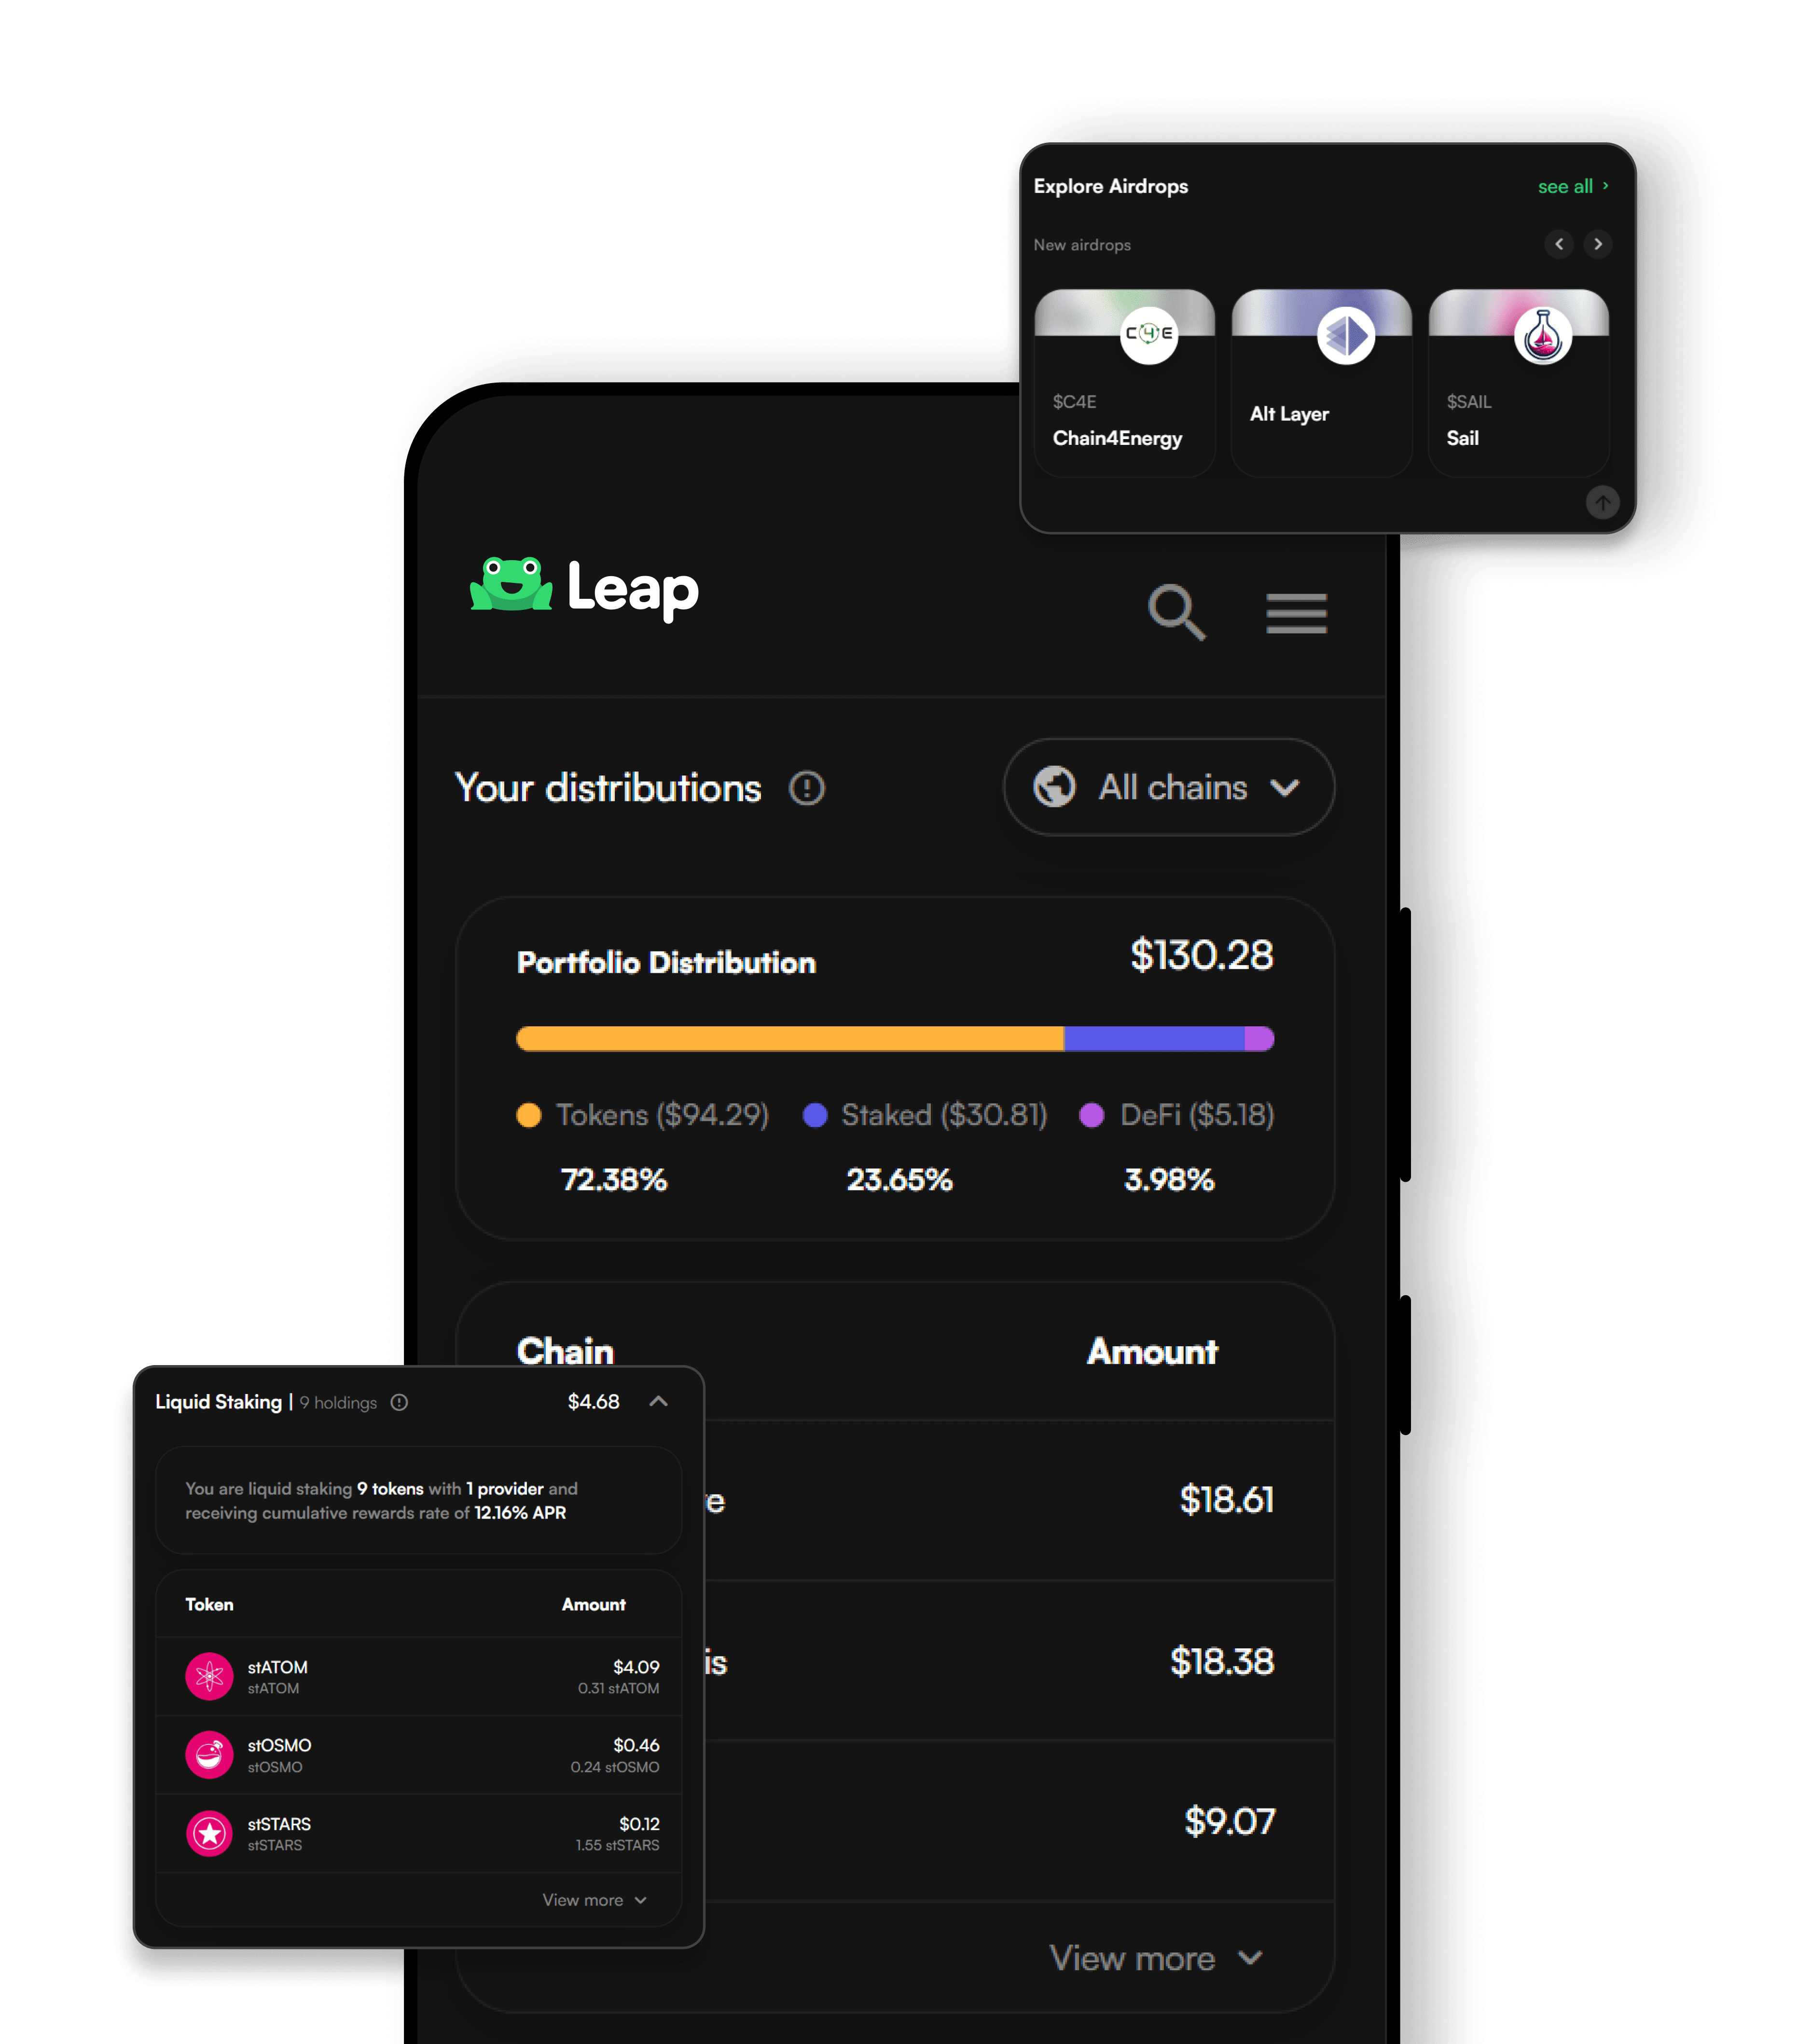 Explore Airdrops
see all
New airdrops
C4E
$C4E
Chain4Energy
Alt Layer
$SAIL
Sail
Leap
Your distributions
All chains
Portfolio Distribution
$130.28
Tokens ($94.29)
Staked ($30.81)
DeFi ($5.18)
72.38%
23.65%
3.98%
Chain
Amount
e
$18.61
is
$18.38
$9.07
View more
Liquid Staking | 9 holdings
$4.68
You are liquid staking 9 tokens with 1 provider and
receiving cumulative rewards rate of 12.16% APR
Token
Amount
stATOM
$4.09
stATOM
0.31 stATOM
stOSMO
$0.46
stOSMO
0.24 stOSMO
stSTARS
$0.12
stSTARS
1.55 stSTARS
View more